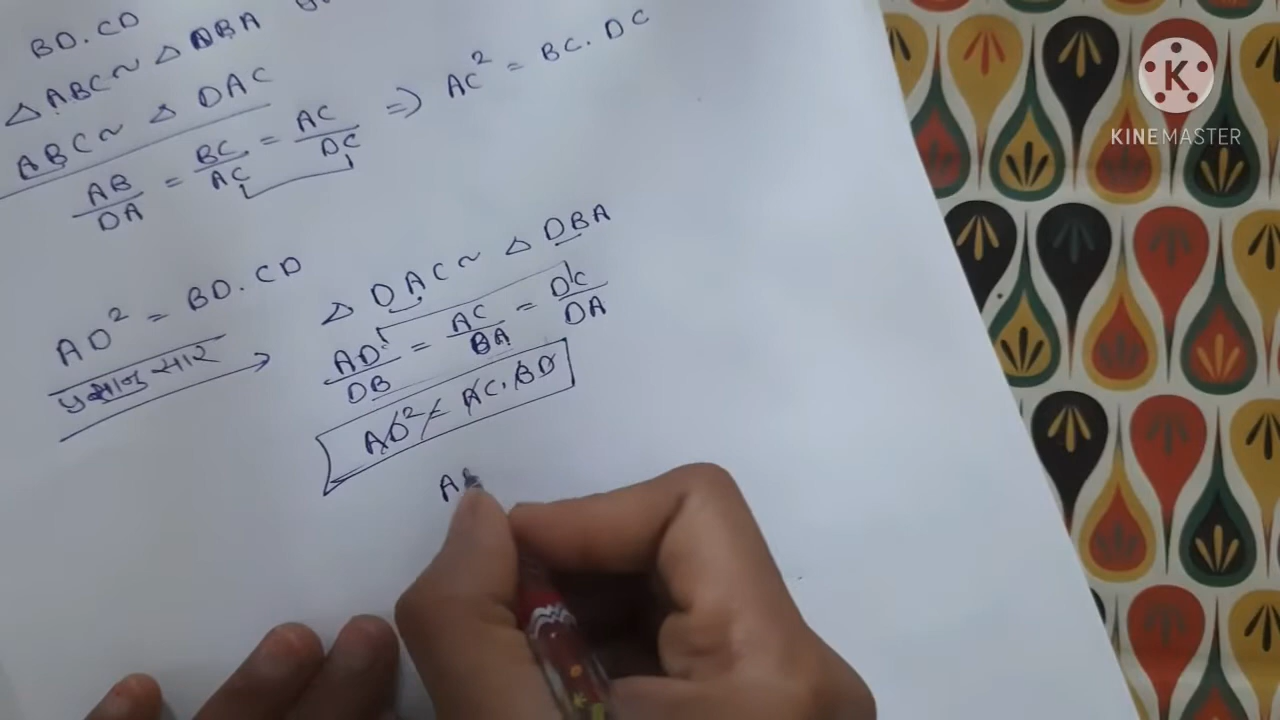 BD.CD
△ABC ~ △DBA
ABC ~ △DAC
AB/DA = BC/AC = AC/DC => AC² = BC.DC
AD² = BD.CD
△DAC ~ △DBA
AD/DB = AC/BA = DC/DA
AD² = AC.BD
A
K
KINEMASTER